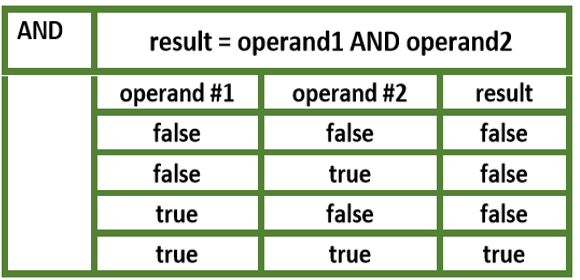 AND
result = operand1 AND operand2
operand #1 operand #2 result
false false false
false true false
true false false
true true true